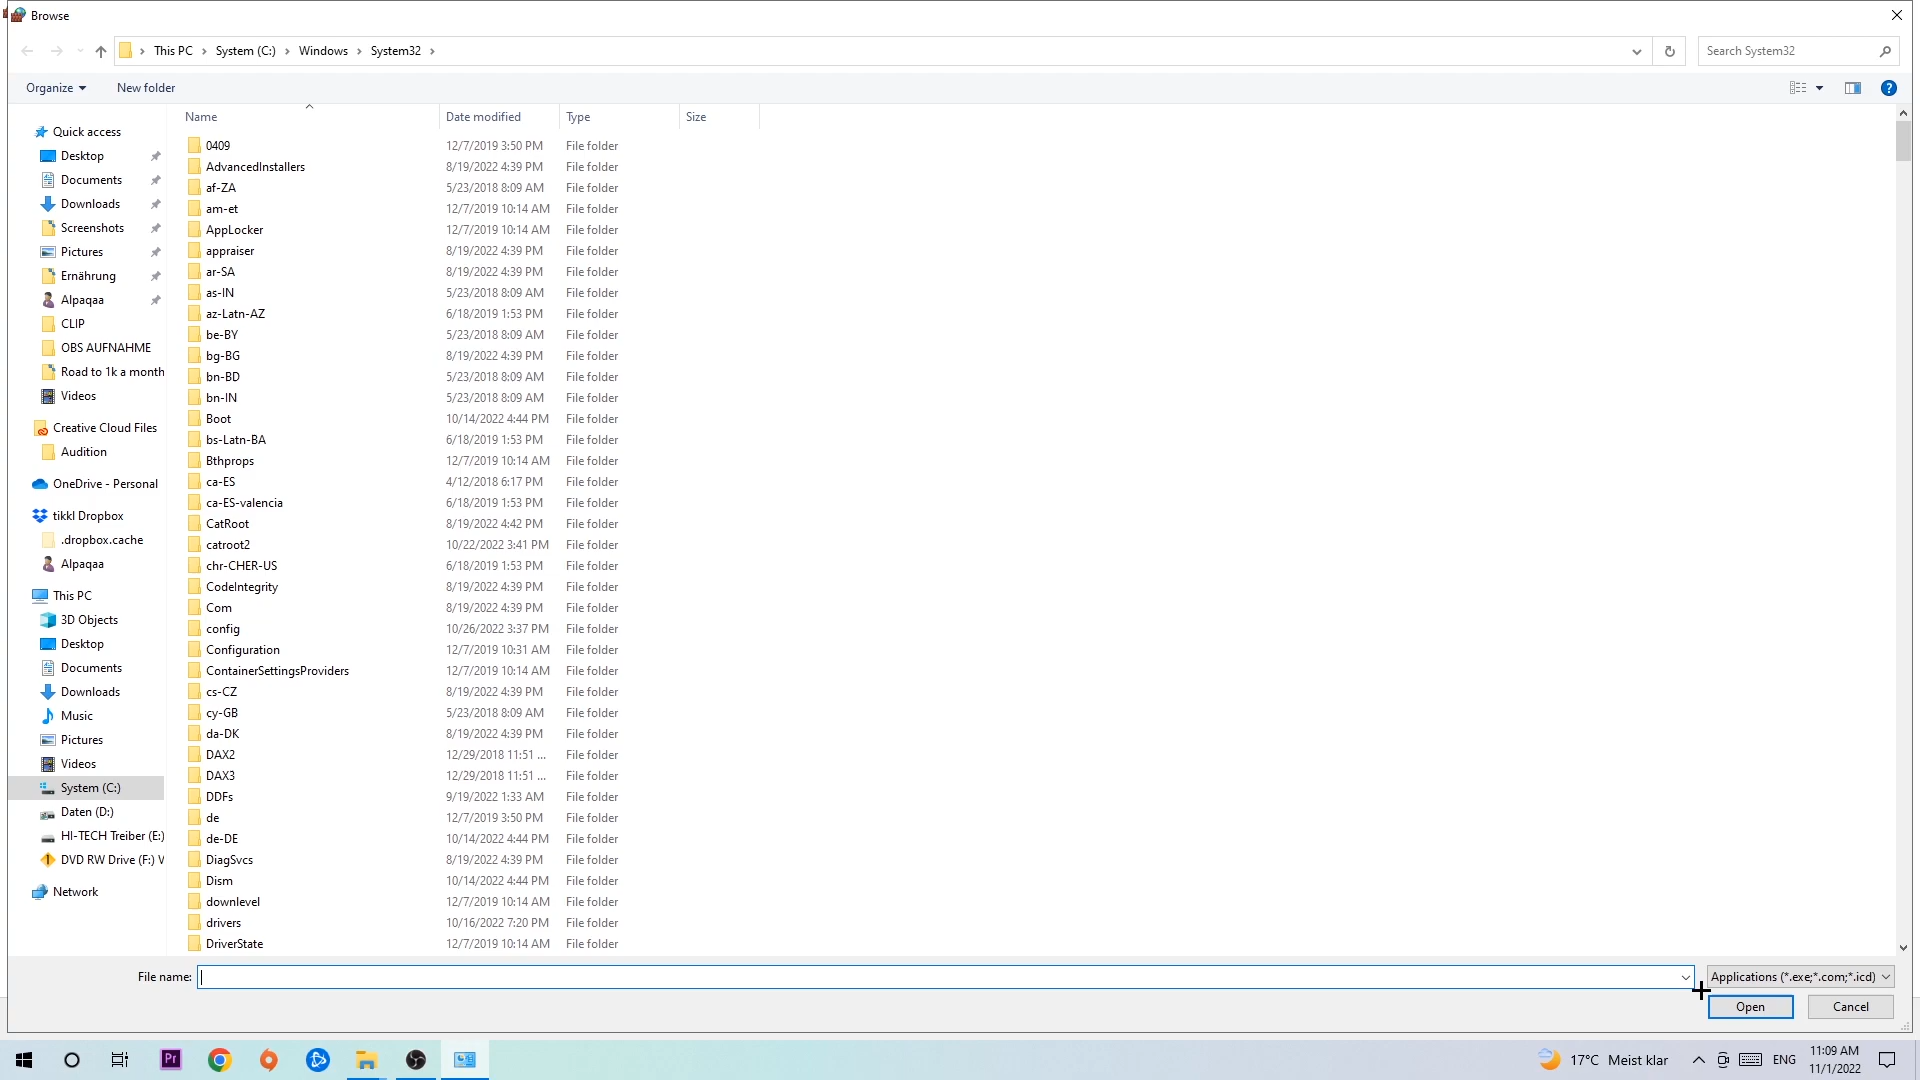 Browse
This PC
System (C:)
Windows
System32
Search System32
Organize
New folder
Name
Date modified
Type
Size
Quick access
Desktop
Documents
Downloads
Screenshots
Pictures
Ernährung
Alpaqaa
CLIP
OBS AUFNAHME
Road to 1k a month
Videos
Creative Cloud Files
Audition
OneDrive - Personal
tikkl Dropbox
.dropbox.cache
Alpaqaa
This PC
3D Objects
Desktop
Documents
Downloads
Music
Pictures
Videos
System (C:)
Daten (D:)
HI-TECH Treiber (E:)
DVD RW Drive (F:) V
Network
0409 12/7/2019 3:50 PM File folder
AdvancedInstallers 8/19/2022 4:39 PM File folder
af-ZA 5/23/2018 8:09 AM File folder
am-et 12/7/2019 10:14 AM File folder
AppLocker 12/7/2019 10:14 AM File folder
appraiser 8/19/2022 4:39 PM File folder
ar-SA 8/19/2022 4:39 PM File folder
as-IN 5/23/2018 8:09 AM File folder
az-Latn-AZ 6/18/2019 1:53 PM File folder
be-BY 5/23/2018 8:09 AM File folder
bg-BG 8/19/2022 4:39 PM File folder
bn-BD 5/23/2018 8:09 AM File folder
bn-IN 5/23/2018 8:09 AM File folder
Boot 10/14/2022 4:44 PM File folder
bs-Latn-BA 6/18/2019 1:53 PM File folder
Bthprops 12/7/2019 10:14 AM File folder
ca-ES 4/12/2018 6:17 PM File folder
ca-ES-valencia 6/18/2019 1:53 PM File folder
CatRoot 8/19/2022 4:42 PM File folder
catroot2 10/22/2022 3:41 PM File folder
chr-CHER-US 6/18/2019 1:53 PM File folder
CodeIntegrity 8/19/2022 4:39 PM File folder
Com 8/19/2022 4:39 PM File folder
config 10/26/2022 3:37 PM File folder
Configuration 12/7/2019 10:31 AM File folder
ContainerSettingsProviders 12/7/2019 10:14 AM File folder
cs-CZ 8/19/2022 4:39 PM File folder
cy-GB 5/23/2018 8:09 AM File folder
da-DK 8/19/2022 4:39 PM File folder
DAX2 12/29/2018 11:51 ... File folder
DAX3 12/29/2018 11:51 ... File folder
DDFs 9/19/2022 1:33 AM File folder
de 12/7/2019 3:50 PM File folder
de-DE 10/14/2022 4:44 PM File folder
DiagSvcs 8/19/2022 4:39 PM File folder
Dism 10/14/2022 4:44 PM File folder
downlevel 12/7/2019 10:14 AM File folder
drivers 10/16/2022 7:20 PM File folder
DriverState 12/7/2019 10:14 AM File folder
File name:
Applications (*.exe;*.com;*.icd)
Open
Cancel
Pr
17°C Meist klar
ENG
11:09 AM
11/1/2022